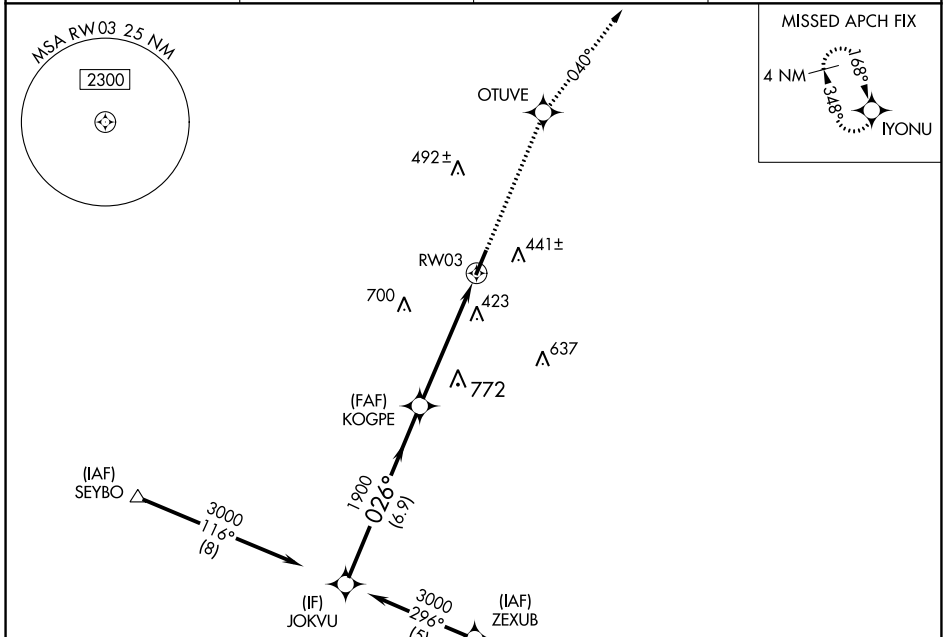 MSA RW03 25 NM
2300
MISSED APCH FIX
4 NM
168°
348°
IYONU
040°
OTUVE
492±
441±
RW03
700
423
637
772
(FAF)
KOGPE
1900
026°
(6.9)
(IAF)
SEYBO
3000
116°
(8)
(IF)
JOKVU
3000
296°
(5)
(IAF)
ZEXUB